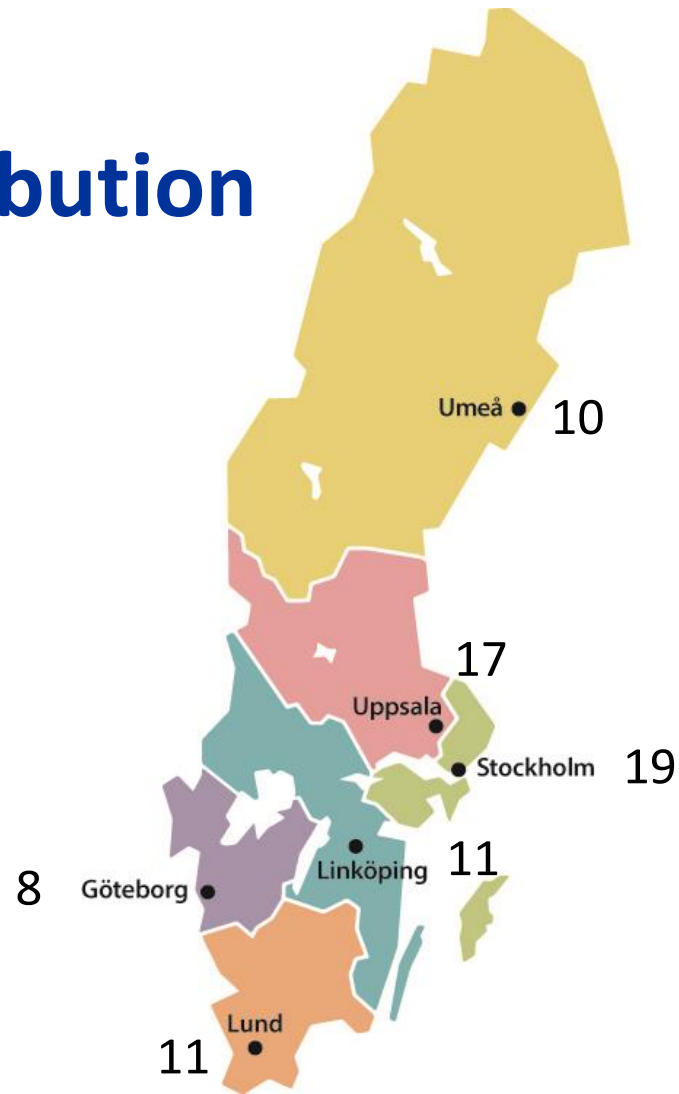 bution
Umeå 10
17
Uppsala
Stockholm 19
Linköping 11
8 Göteborg
Lund
11